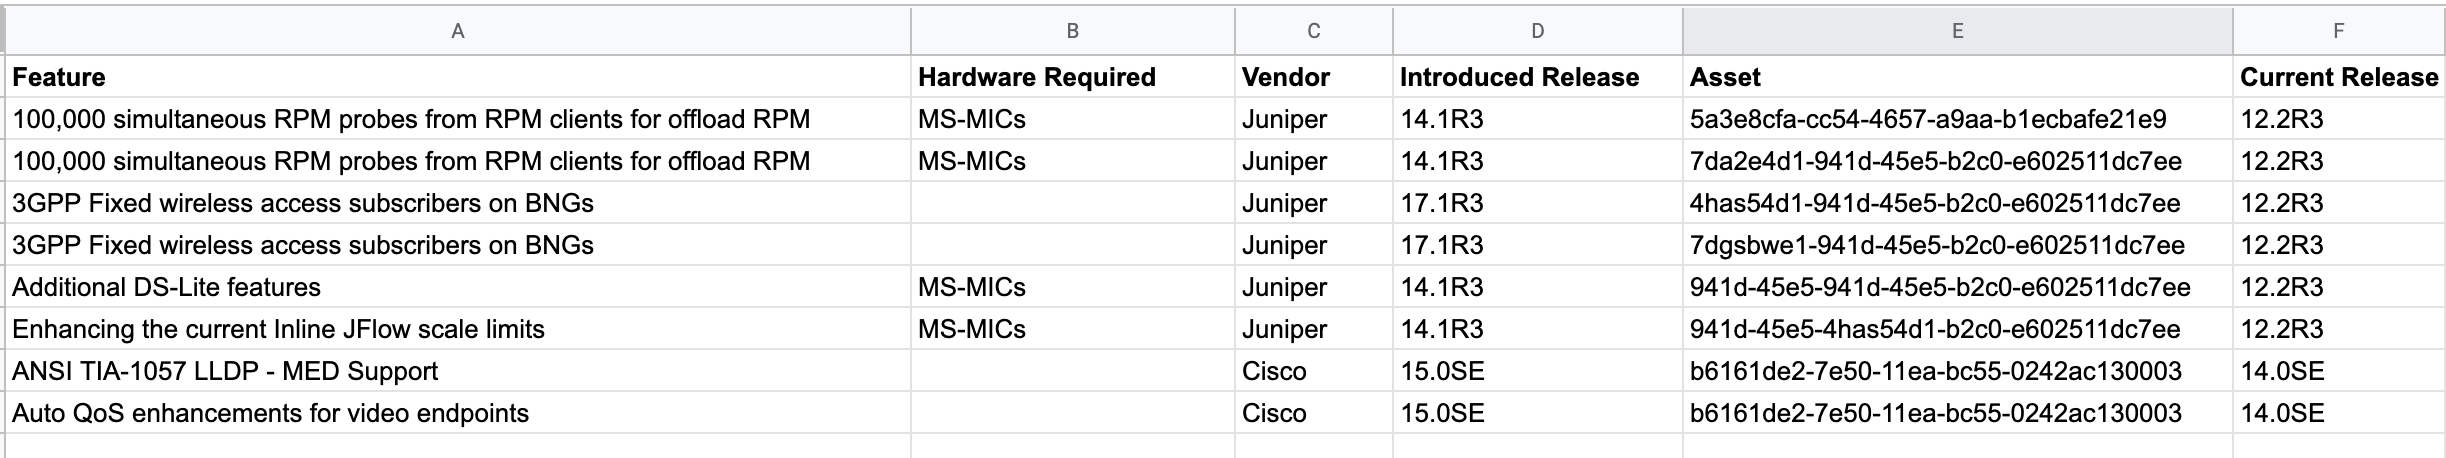 A B C D E F
Feature Hardware Required Vendor Introduced Release Asset Current Release
100,000 simultaneous RPM probes from RPM clients for offload RPM MS-MICs Juniper 14.1R3 5a3e8cfa-cc54-4657-a9aa-b1ecbafe21e9 12.2R3
100,000 simultaneous RPM probes from RPM clients for offload RPM MS-MICs Juniper 14.1R3 7da2e4d1-941d-45e5-b2c0-e602511dc7ee 12.2R3
3GPP Fixed wireless access subscribers on BNGs Juniper 17.1R3 4has54d1-941d-45e5-b2c0-e602511dc7ee 12.2R3
3GPP Fixed wireless access subscribers on BNGs Juniper 17.1R3 7dgsbwe1-941d-45e5-b2c0-e602511dc7ee 12.2R3
Additional DS-Lite features MS-MICs Juniper 14.1R3 941d-45e5-941d-45e5-b2c0-e602511dc7ee 12.2R3
Enhancing the current Inline JFlow scale limits MS-MICs Juniper 14.1R3 941d-45e5-4has54d1-b2c0-e602511dc7ee 12.2R3
ANSI TIA-1057 LLDP - MED Support Cisco 15.0SE b6161de2-7e50-11ea-bc55-0242ac130003 14.0SE
Auto QoS enhancements for video endpoints Cisco 15.0SE b6161de2-7e50-11ea-bc55-0242ac130003 14.0SE